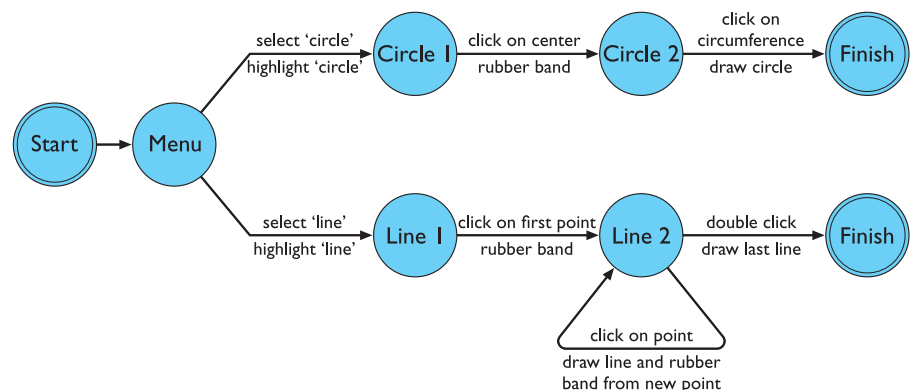 select ‘circle’
highlight ‘circle’
Circle 1
click on center
rubber band
Circle 2
click on
circumference
draw circle
Finish
Start
Menu
select ‘line’
highlight ‘line’
Line 1
click on first point
rubber band
Line 2
double click
draw last line
Finish
click on point
draw line and rubber
band from new point